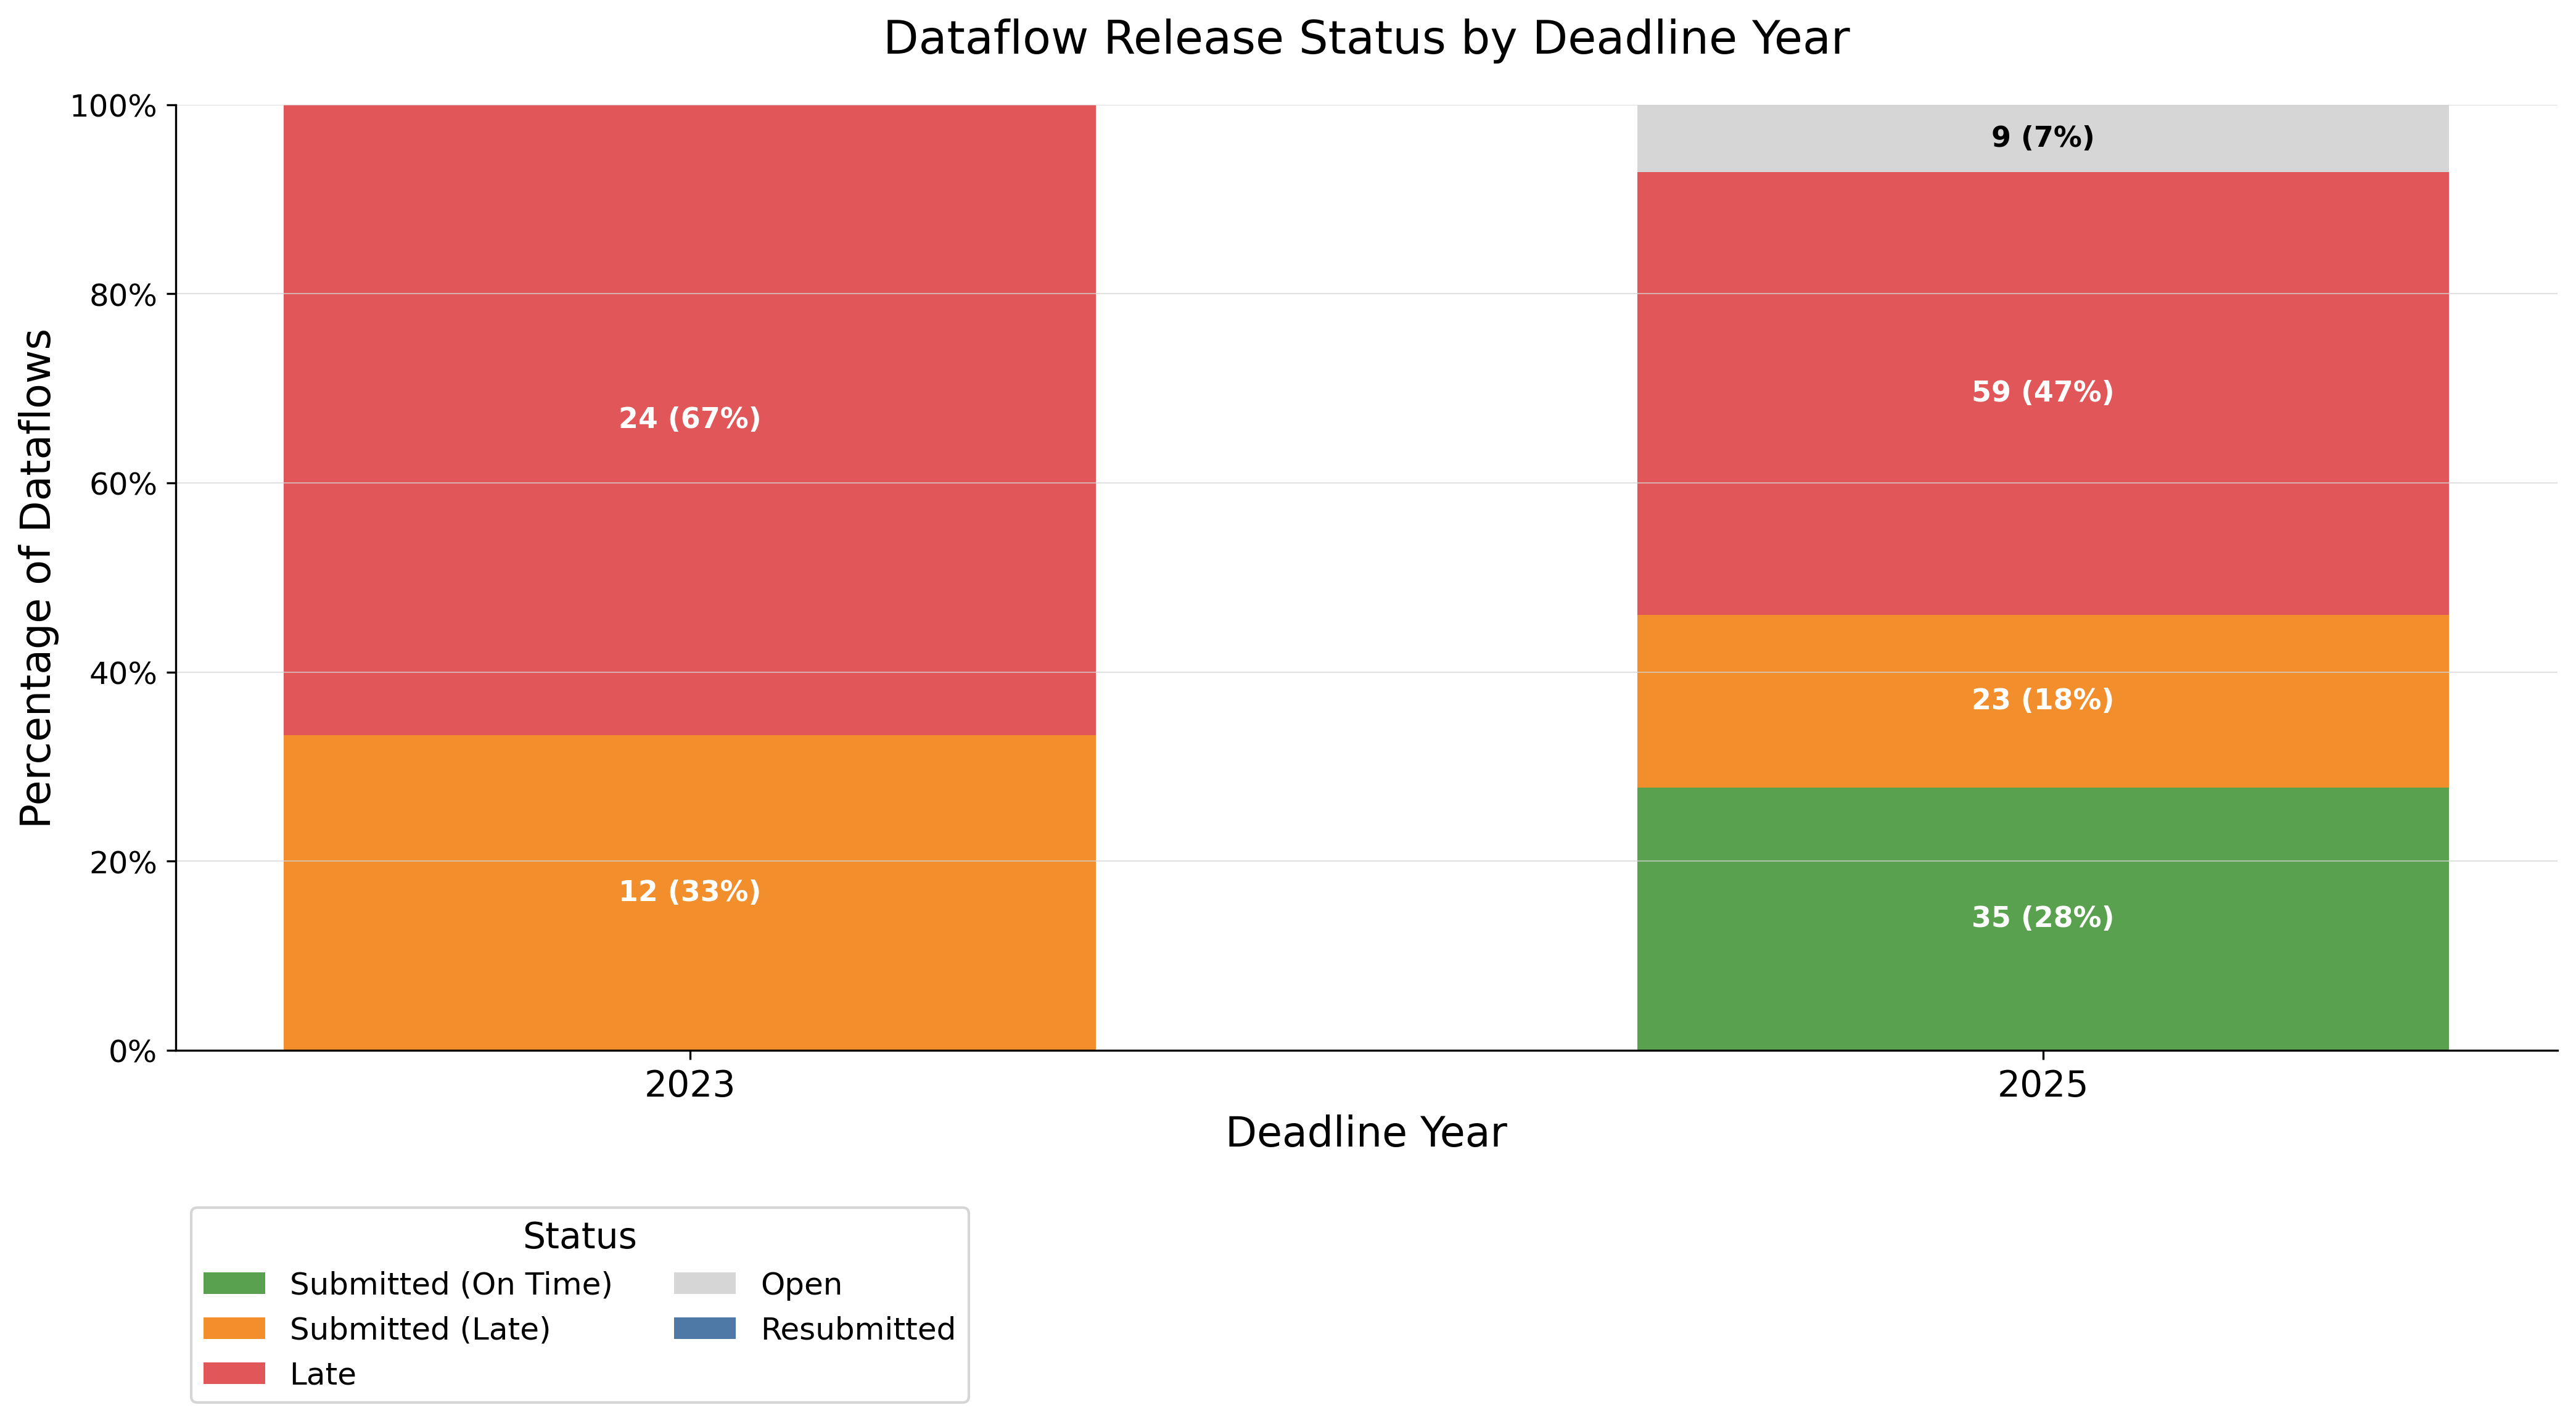 Dataflow Release Status by Deadline Year
Percentage of Dataflows
100%
80%
60%
40%
20%
0%
24 (67%)
12 (33%)
9 (7%)
59 (47%)
23 (18%)
35 (28%)
2023
2025
Deadline Year
Status
Submitted (On Time)
Submitted (Late)
Late
Open
Resubmitted